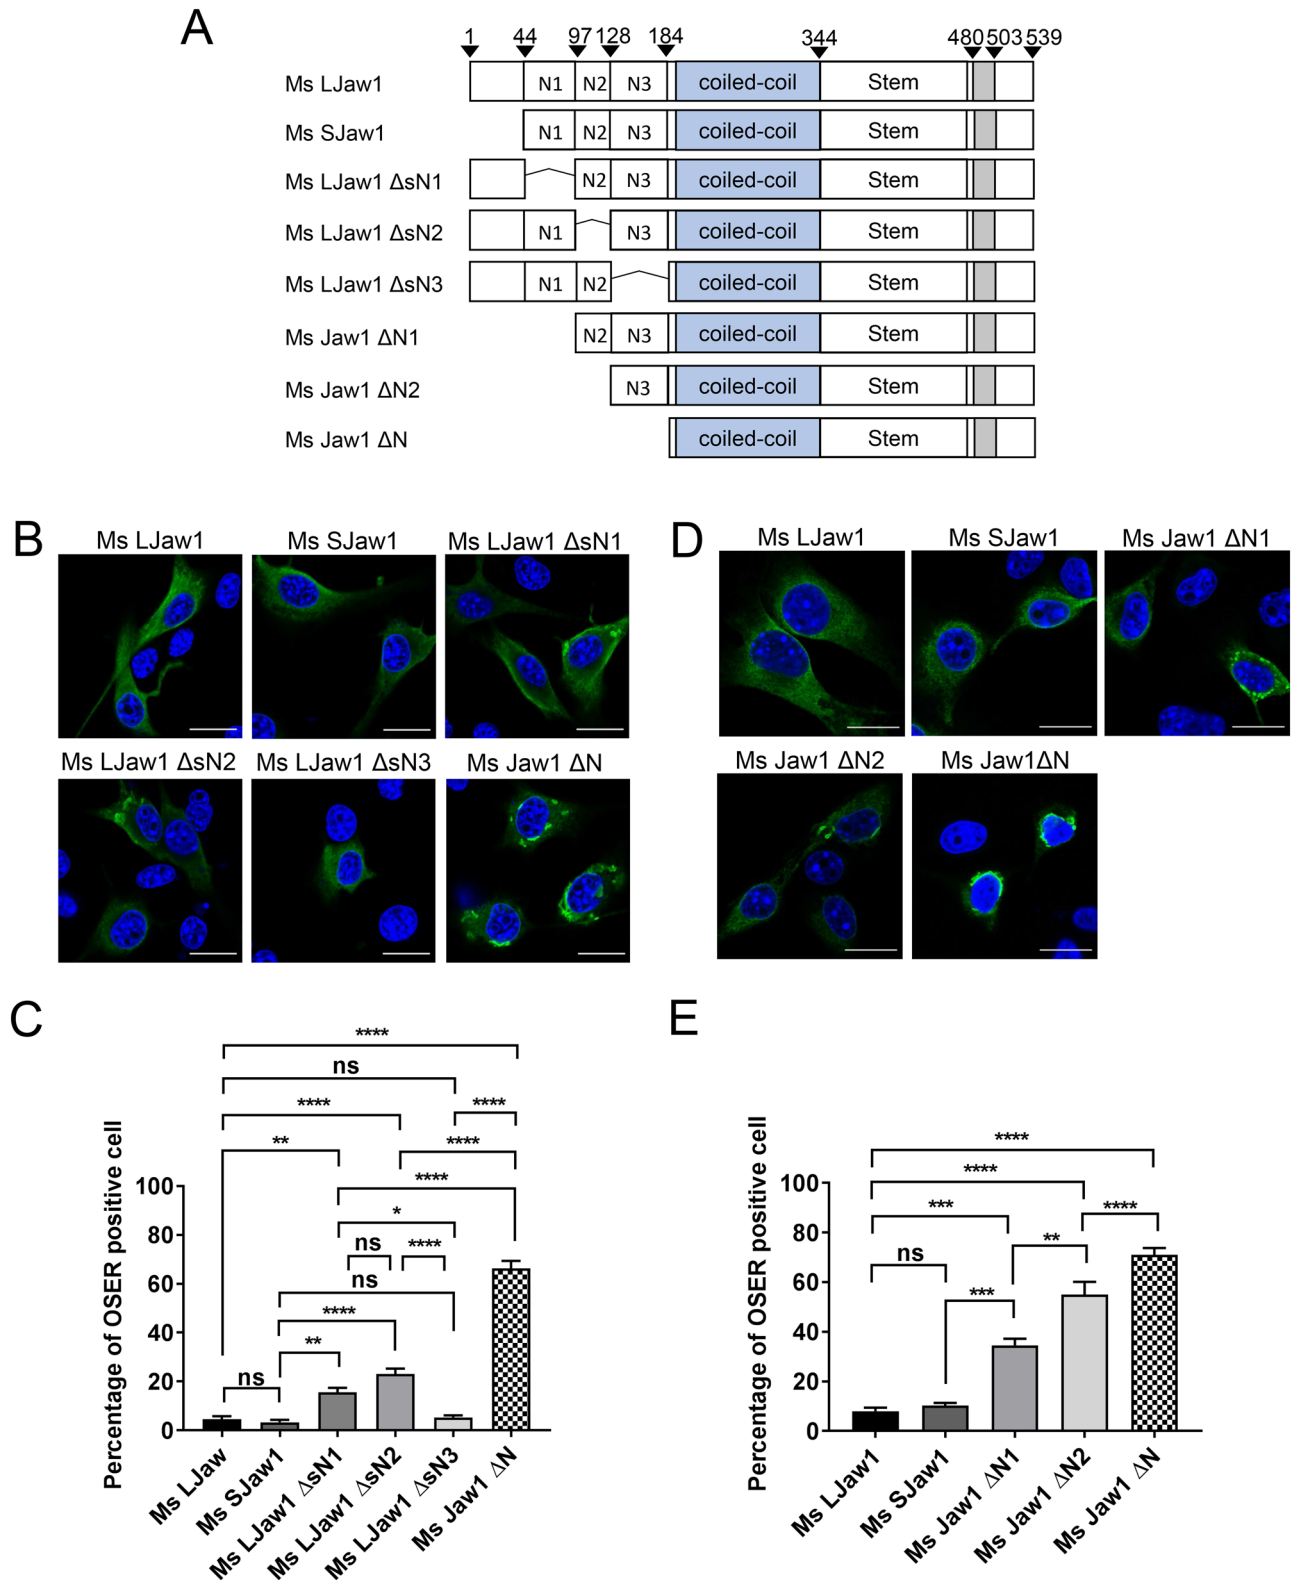 A
1 44 97 128 184 344 480 503 539
Ms LJaw1 N1 N2 N3 coiled-coil Stem
Ms SJaw1 N1 N2 N3 coiled-coil Stem
Ms LJaw1 ΔsN1 N2 N3 coiled-coil Stem
Ms LJaw1 ΔsN2 N1 N3 coiled-coil Stem
Ms LJaw1 ΔsN3 N1 N2 coiled-coil Stem
Ms Jaw1 ΔN1 N2 N3 coiled-coil Stem
Ms Jaw1 ΔN2 N3 coiled-coil Stem
Ms Jaw1 ΔN coiled-coil Stem
B
Ms LJaw1 Ms SJaw1 Ms LJaw1 ΔsN1
Ms LJaw1 ΔsN2 Ms LJaw1 ΔsN3 Ms Jaw1 ΔN
D
Ms LJaw1 Ms SJaw1 Ms Jaw1 ΔN1
Ms Jaw1 ΔN2 Ms Jaw1ΔN
C
Percentage of OSER positive cell
****
ns
**** ****
** ****
****
*
ns ****
ns
****
**
ns
100
80
60
40
20
0
Ms LJaw
Ms SJaw1
Ms LJaw1 ΔsN1
Ms LJaw1 ΔsN2
Ms LJaw1 ΔsN3
Ms Jaw1 ΔN
E
Percentage of OSER positive cell
****
****
*** ****
**
ns
***
100
80
60
40
20
0
Ms LJaw1
Ms SJaw1
Ms Jaw1 ΔN1
Ms Jaw1 ΔN2
Ms Jaw1 ΔN